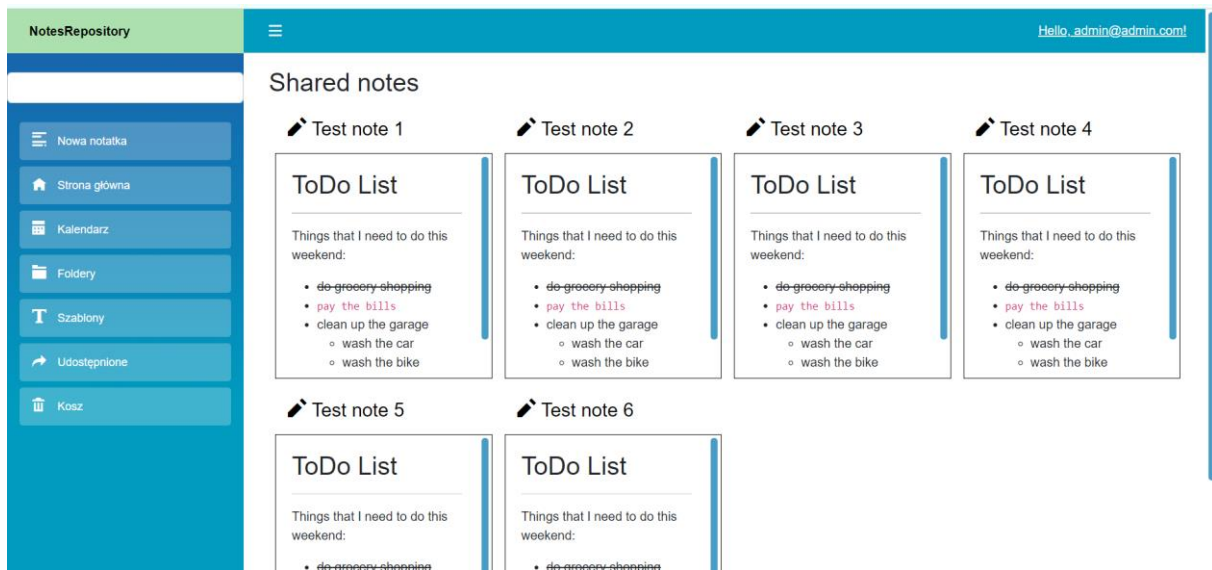 NotesRepository
Hello, admin@admin.com!
Nowa notatka
Strona główna
Kalendarz
Foldery
Szablony
Udostępnione
Kosz
Shared notes
Test note 1
ToDo List
Things that I need to do this
weekend:
do grocery shopping
pay the bills
clean up the garage
wash the car
wash the bike
Test note 2
ToDo List
Things that I need to do this
weekend:
do grocery shopping
pay the bills
clean up the garage
wash the car
wash the bike
Test note 3
ToDo List
Things that I need to do this
weekend:
do grocery shopping
pay the bills
clean up the garage
wash the car
wash the bike
Test note 4
ToDo List
Things that I need to do this
weekend:
do grocery shopping
pay the bills
clean up the garage
wash the car
wash the bike
Test note 5
ToDo List
Things that I need to do this
weekend:
do grocery shopping
Test note 6
ToDo List
Things that I need to do this
weekend:
do grocery shopping